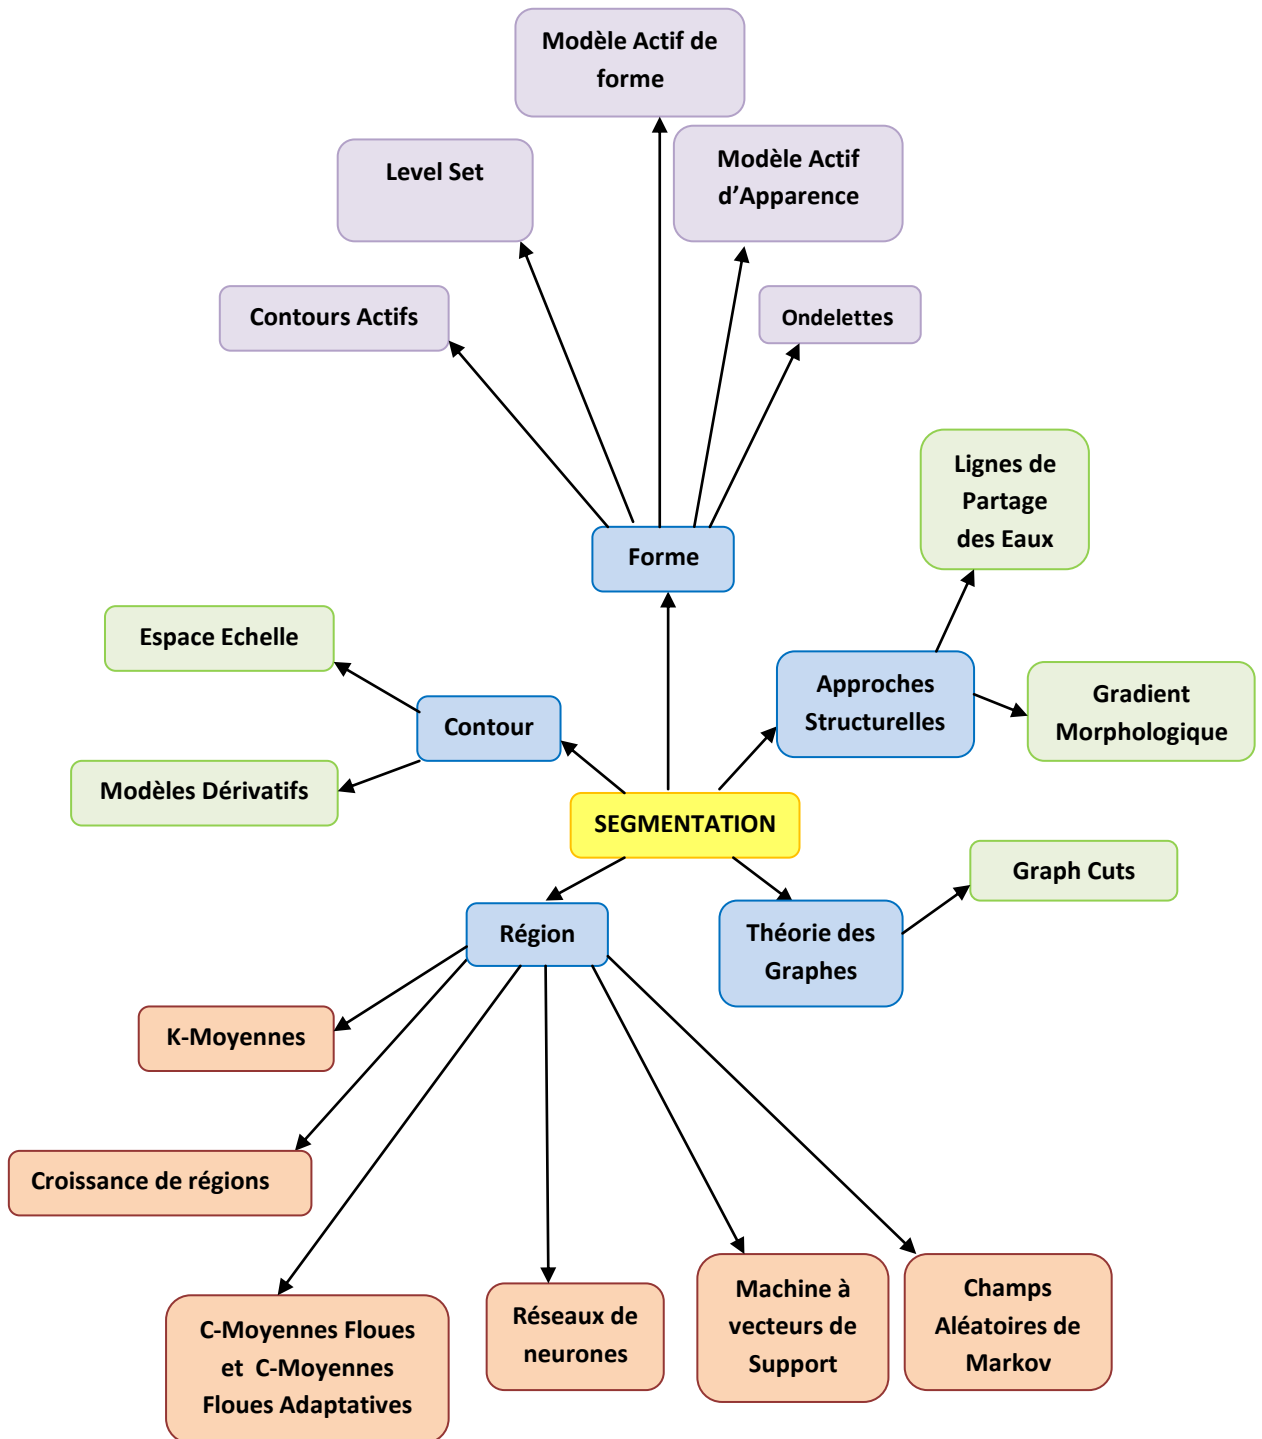 Modèle Actif de
forme
Level Set
Modèle Actif
d'Apparence
Contours Actifs
Ondelettes
Lignes de
Partage
des Eaux
Forme
Espace Echelle
Approches
Structurelles
Gradient
Morphologique
Contour
Modèles Dérivatifs
SEGMENTATION
Graph Cuts
Région
Théorie des
Graphes
K-Moyennes
Croissance de régions
C-Moyennes Floues
et C-Moyennes
Floues Adaptatives
Réseaux de
neurones
Machine à
vecteurs de
Support
Champs
Aléatoires de
Markov